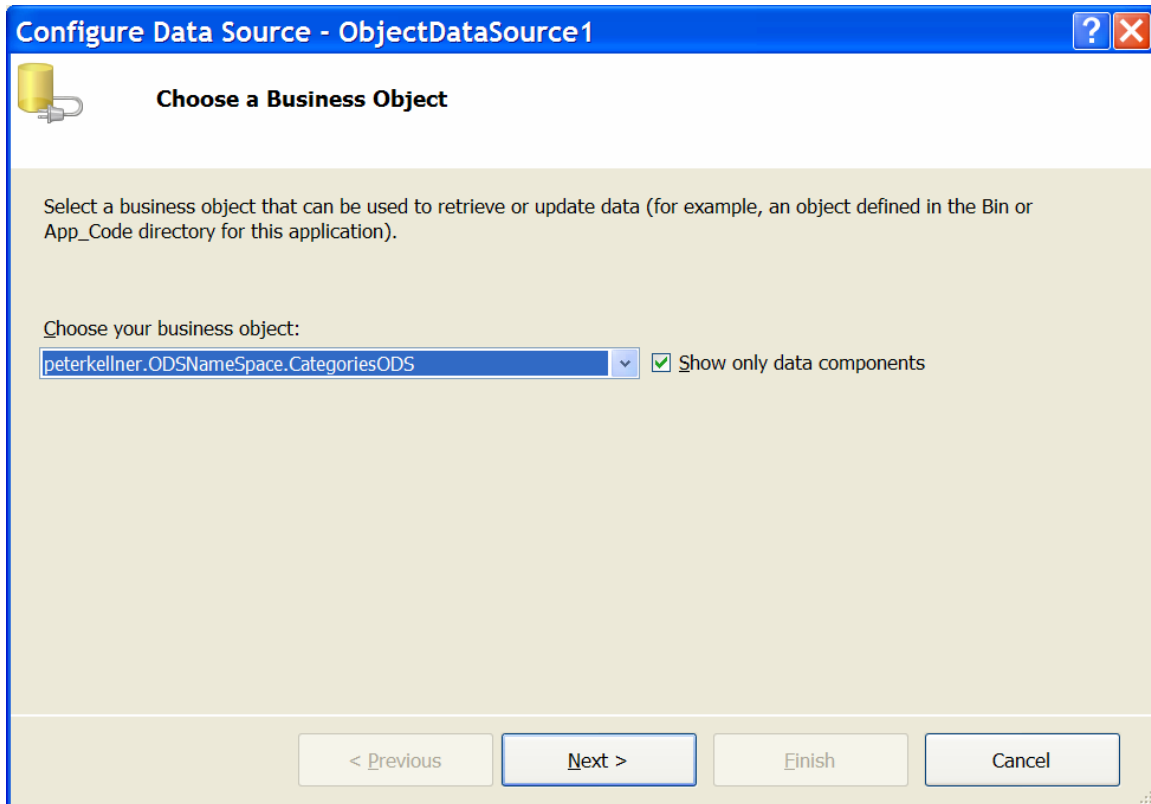 Configure Data Source - ObjectDataSource1
Choose a Business Object
Select a business object that can be used to retrieve or update data (for example, an object defined in the Bin or
App_Code directory for this application).
Choose your business object:
peterkellner.ODSNameSpace.CategoriesODS
Show only data components
< Previous
Next >
Finish
Cancel